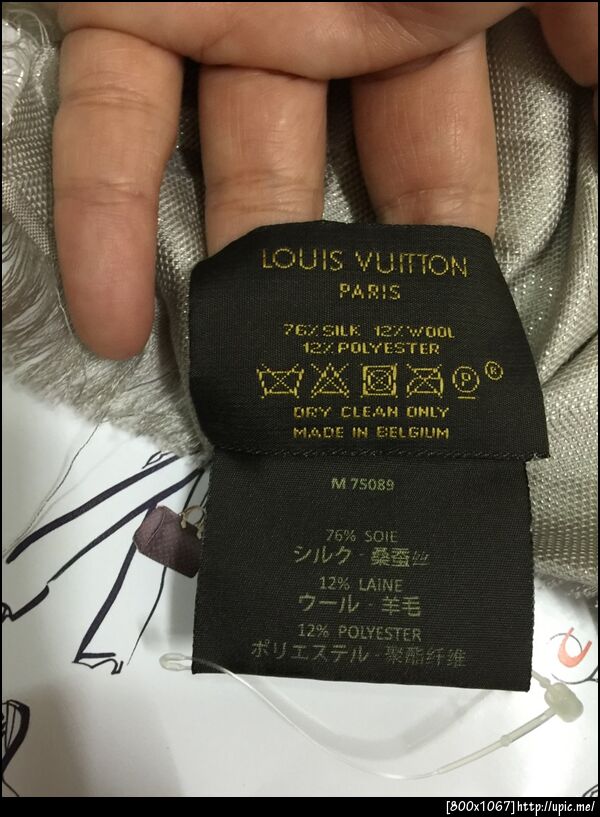 LOUIS VUITTON
PARIS
76% SILK 12% WOOL
12% POLYESTER
P ®
DRY CLEAN ONLY
MADE IN BELGIUM
M 75089
76% SOIE
シルク - 桑蚕丝
12% LAINE
ウール - 羊毛
12% POLYESTER
ポリエステル - 聚酯纤维
[800x1067]http://upic.me/